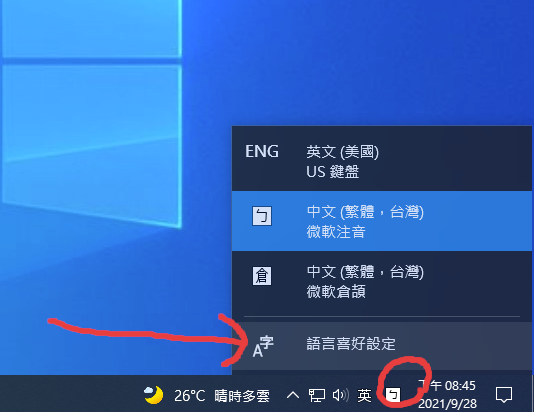 ENG
英文 (美國)
US 鍵盤
ㄅ
中文 (繁體，台灣)
微軟注音
倉
中文 (繁體，台灣)
微軟倉頡
A字
語言喜好設定
26°C 晴時多雲
英
ㄅ
下午 08:45
2021/9/28